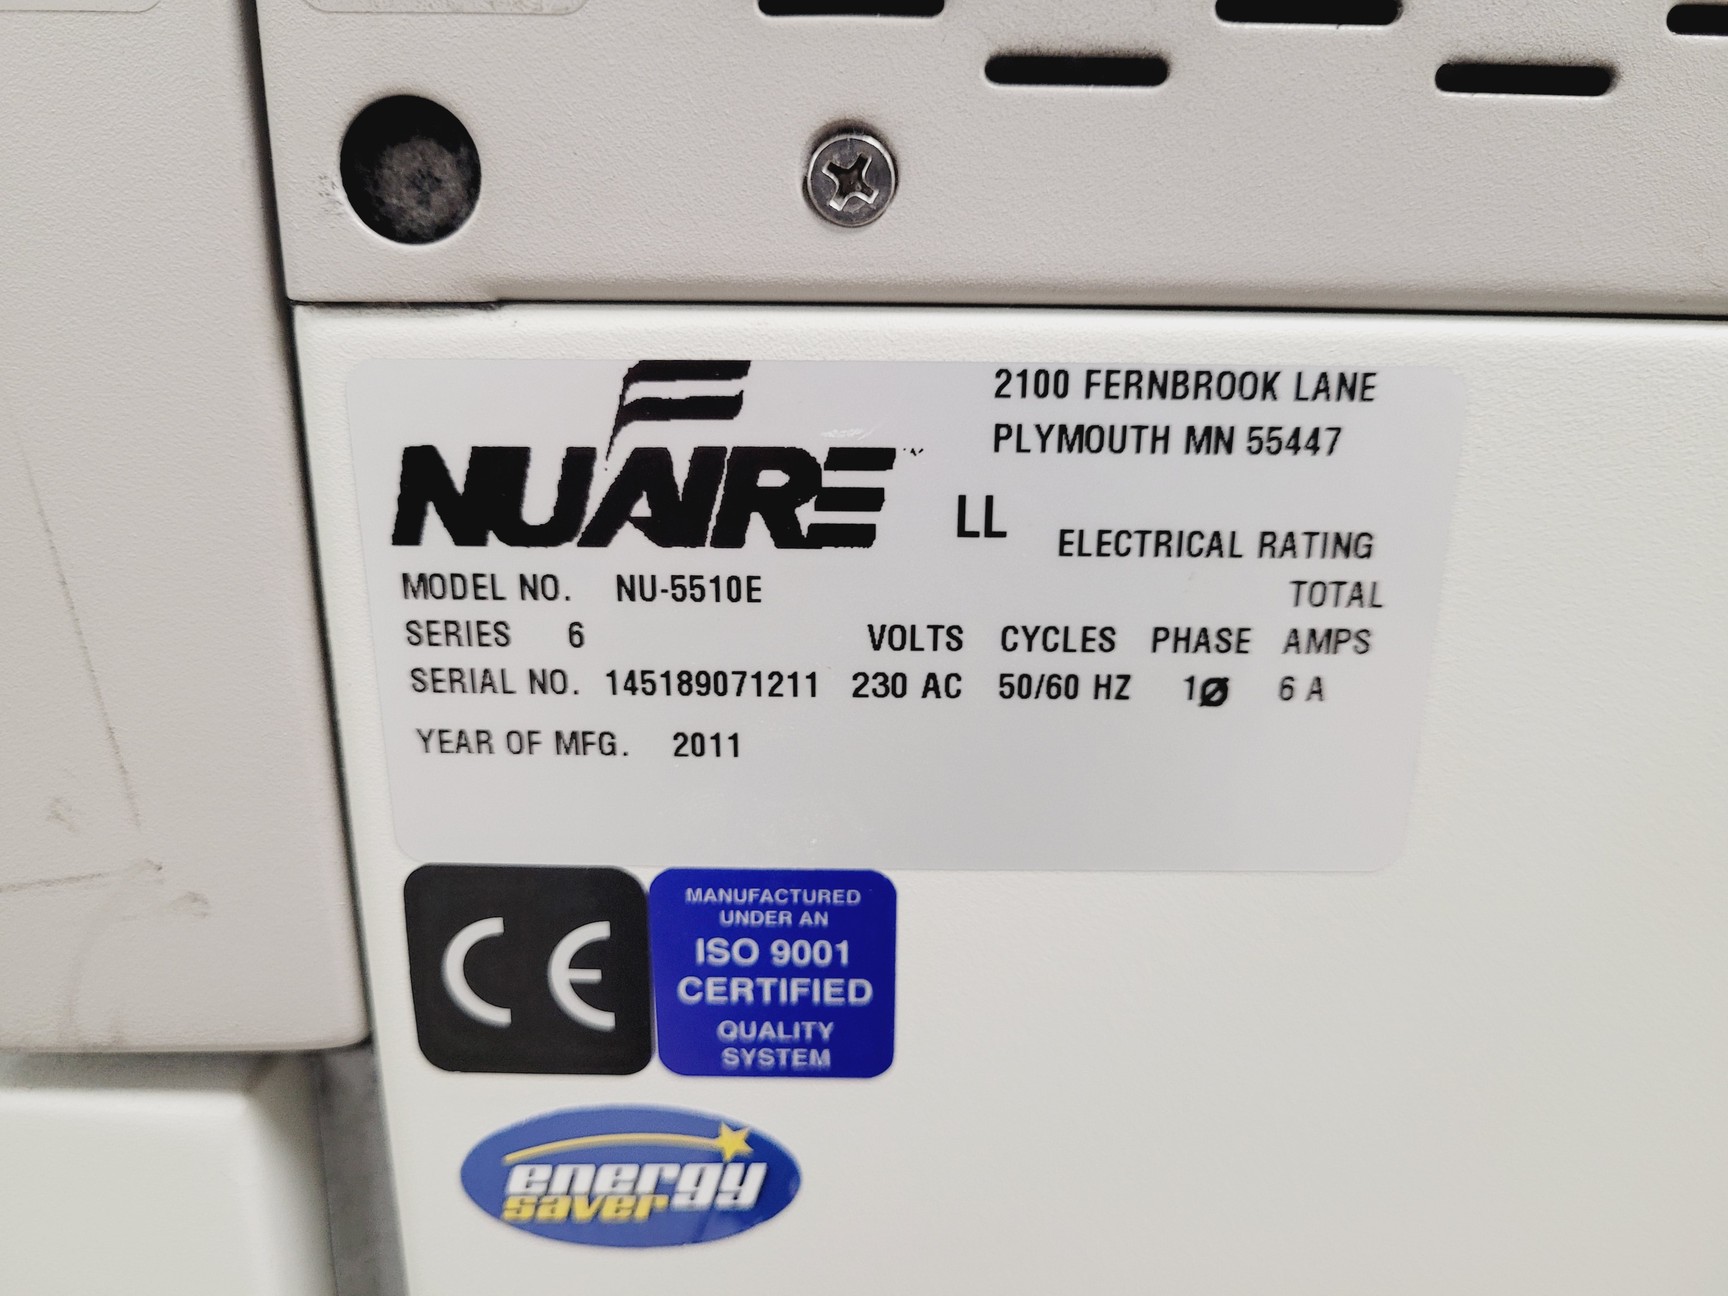 NUAIRE
2100 FERNBROOK LANE
PLYMOUTH MN 55447
LL
ELECTRICAL RATING
MODEL NO. NU-5510E
TOTAL
SERIES 6
VOLTS CYCLES PHASE AMPS
SERIAL NO. 145189071211 230 AC 50/60 HZ 1Ø 6 A
YEAR OF MFG. 2011
CE
MANUFACTURED
UNDER AN
ISO 9001
CERTIFIED
QUALITY
SYSTEM
energy
saver